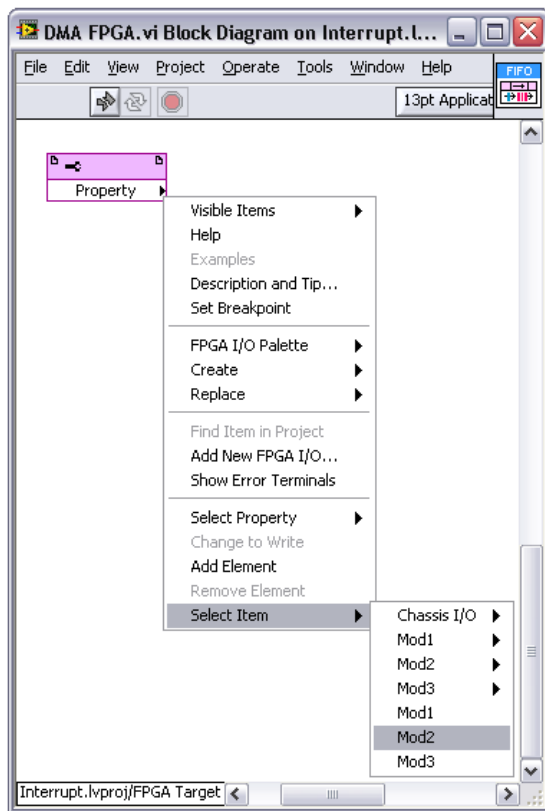 DMA FPGA.vi Block Diagram on Interrupt.l...
File Edit View Project Operate Tools Window Help
FIFO
13pt Applicat
Property
Visible Items
Help
Examples
Description and Tip...
Set Breakpoint
FPGA I/O Palette
Create
Replace
Find Item in Project
Add New FPGA I/O...
Show Error Terminals
Select Property
Change to Write
Add Element
Remove Element
Select Item
Chassis I/O
Mod1
Mod2
Mod3
Mod1
Mod2
Mod3
Interrupt.lvproj/FPGA Target